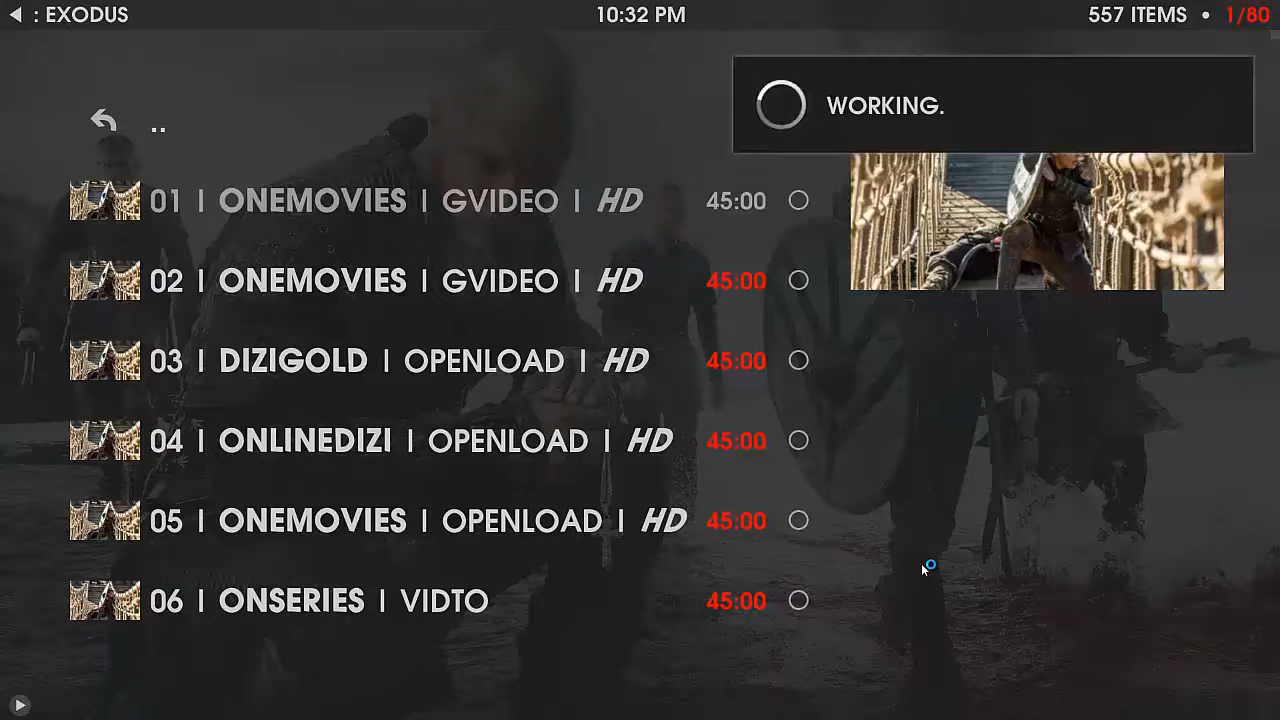 : EXODUS
10:32 PM
557 ITEMS • 1/80
WORKING.
..
01 | ONEMOVIES | GVIDEO | HD 45:00
02 | ONEMOVIES | GVIDEO | HD 45:00
03 | DIZIGOLD | OPENLOAD | HD 45:00
04 | ONLINEDIZI | OPENLOAD | HD 45:00
05 | ONEMOVIES | OPENLOAD | HD 45:00
06 | ONSERIES | VIDTO 45:00